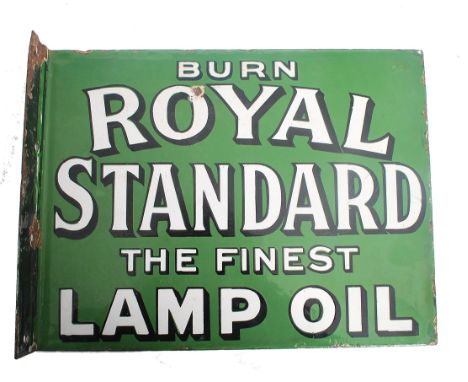 BURN
ROYAL
STANDARD
THE FINEST
LAMP OIL